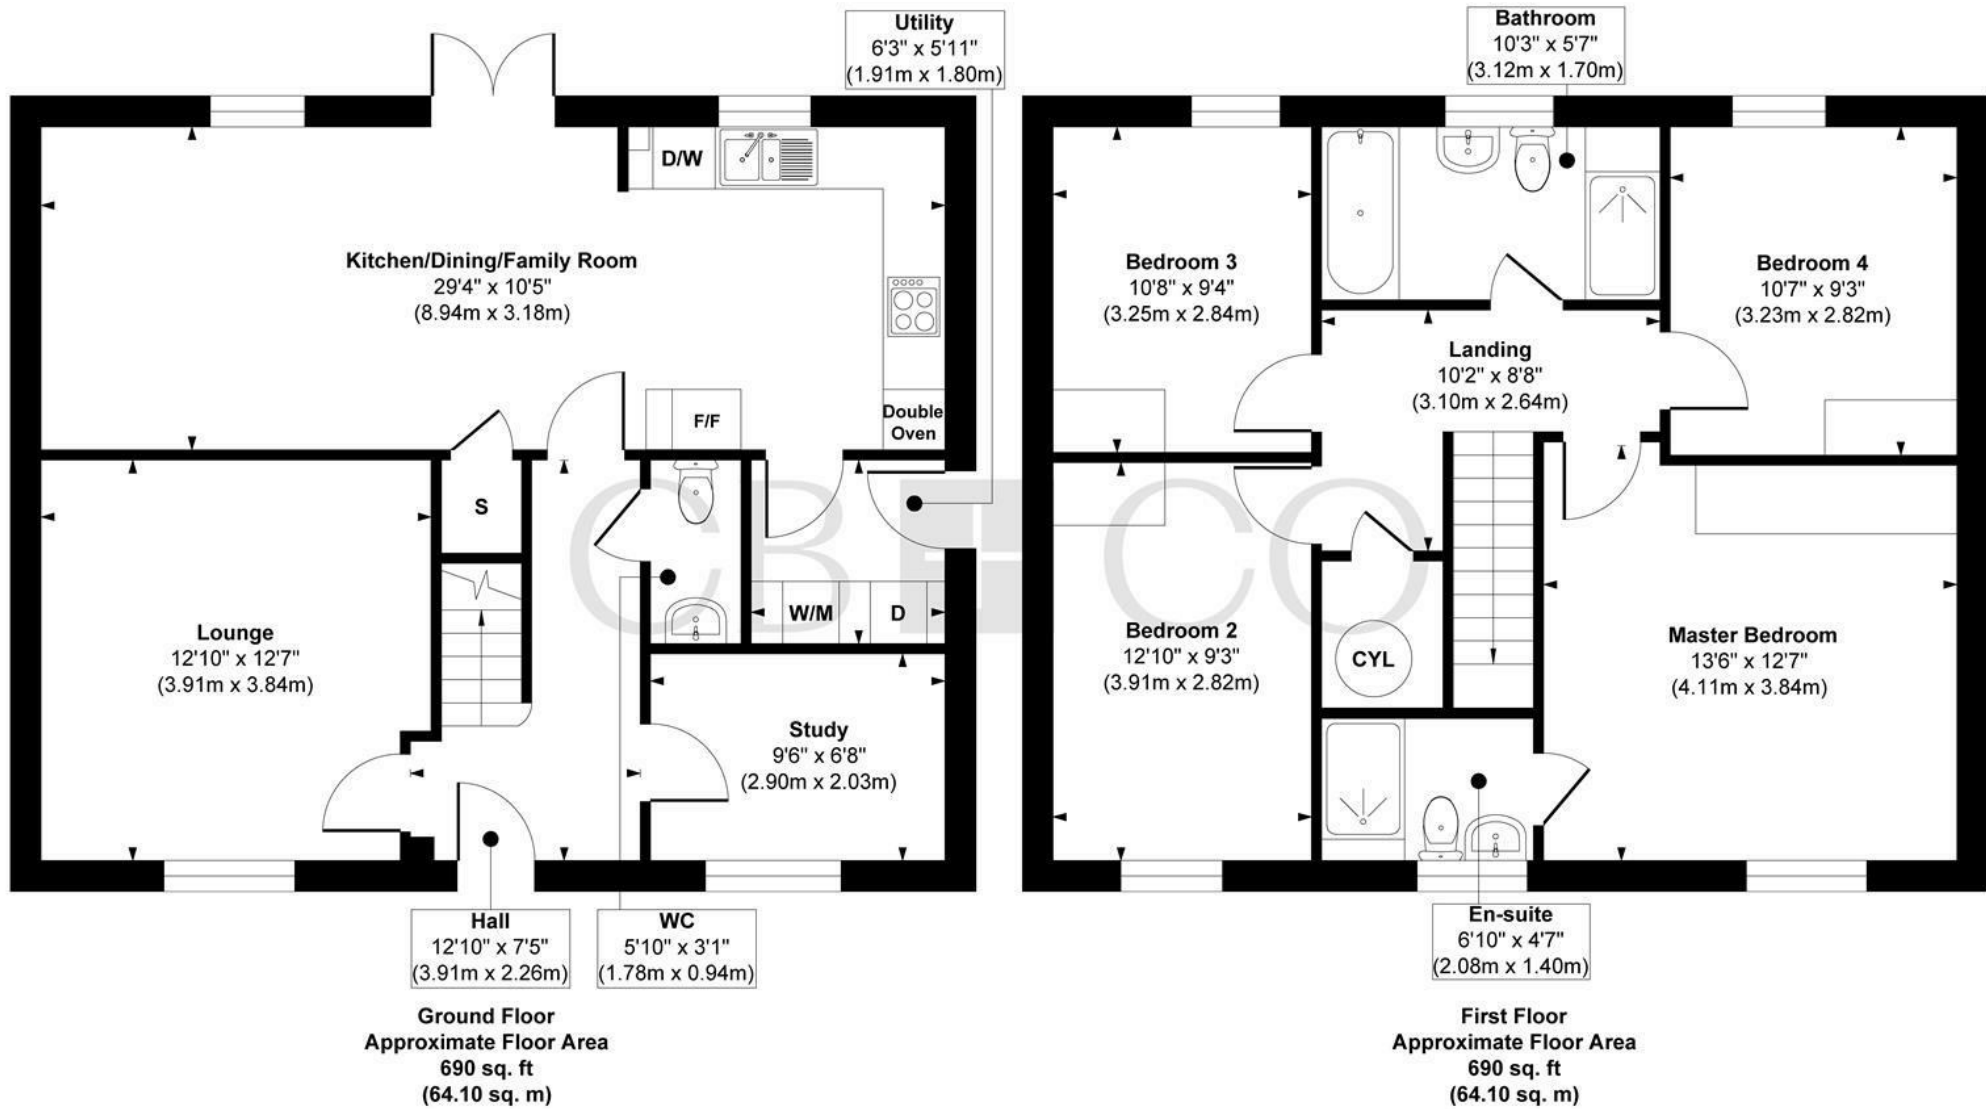 Utility
6'3" x 5'11"
(1.91m x 1.80m)
D/W
Kitchen/Dining/Family Room
29'4" x 10'5"
(8.94m x 3.18m)
F/F
Double
Oven
S
Lounge
12'10" x 12'7"
(3.91m x 3.84m)
W/M
D
Study
9'6" x 6'8"
(2.90m x 2.03m)
Hall
12'10" x 7'5"
(3.91m x 2.26m)
WC
5'10" x 3'1"
(1.78m x 0.94m)
Ground Floor
Approximate Floor Area
690 sq. ft
(64.10 sq. m)
Bathroom
10'3" x 5'7"
(3.12m x 1.70m)
Bedroom 3
10'8" x 9'4"
(3.25m x 2.84m)
Bedroom 4
10'7" x 9'3"
(3.23m x 2.82m)
Landing
10'2" x 8'8"
(3.10m x 2.64m)
Bedroom 2
12'10" x 9'3"
(3.91m x 2.82m)
CYL
Master Bedroom
13'6" x 12'7"
(4.11m x 3.84m)
En-suite
6'10" x 4'7"
(2.08m x 1.40m)
First Floor
Approximate Floor Area
690 sq. ft
(64.10 sq. m)
CB CO